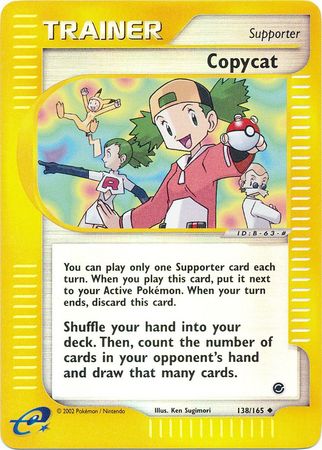 TRAINER
Supporter
Copycat
R
ID:B-63-#
You can play only one Supporter card each
turn. When you play this card, put it next
to your Active Pokémon. When your turn
ends, discard this card.
Shuffle your hand into your
deck. Then, count the number of
cards in your opponent's hand
and draw that many cards.
e
© 2002 Pokémon / Nintendo
Illus. Ken Sugimori
138/165 ◆